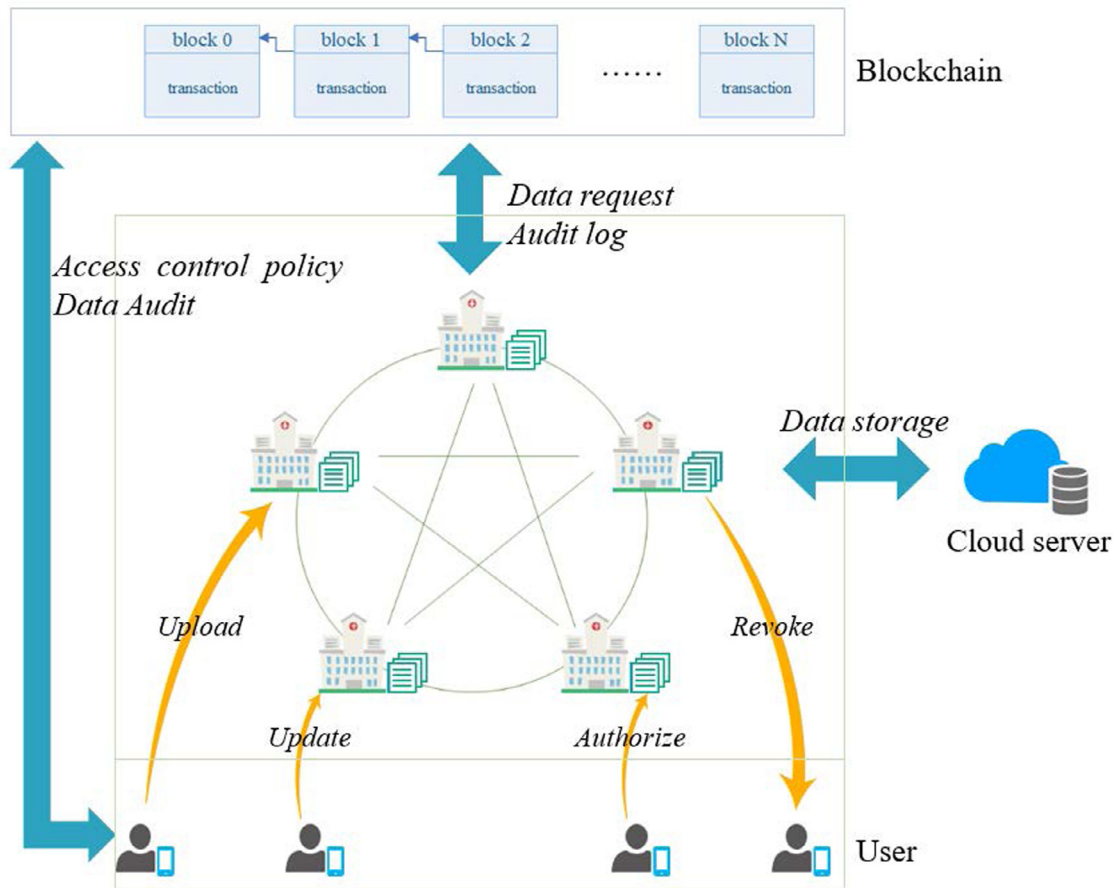 block 0
block 1
block 2
block N
transaction
transaction
transaction
......
transaction
Blockchain
Data request
Audit log
Access control policy
Data Audit
Data storage
Cloud server
Upload
Revoke
Update
Authorize
User